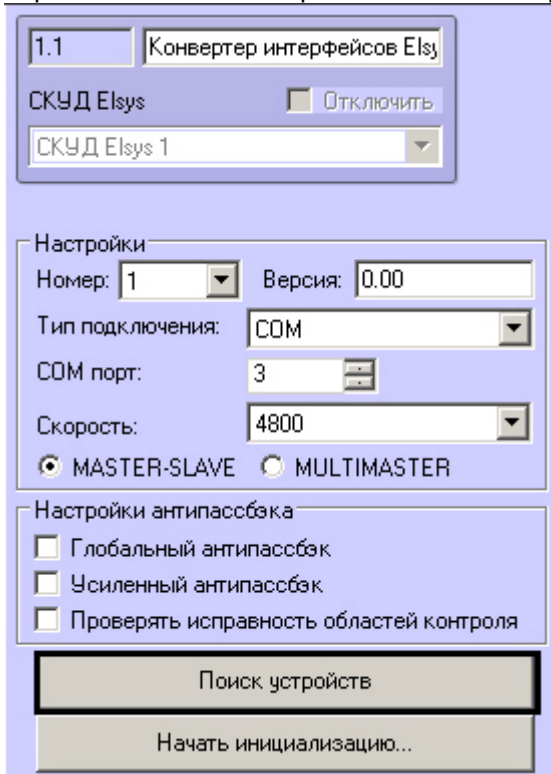 1.1 Конвертер интерфейсов Elsy
СКУД Elsys Отключить
СКУД Elsys 1
Настройки
Номер: 1 Версия: 0.00
Тип подключения: COM
COM порт: 3
Скорость: 4800
MASTER-SLAVE MULTIMASTER
Настройки антипассбэка
Глобальный антипассбэк
Усиленный антипассбэк
Проверять исправность областей контроля
Поиск устройств
Начать инициализацию...